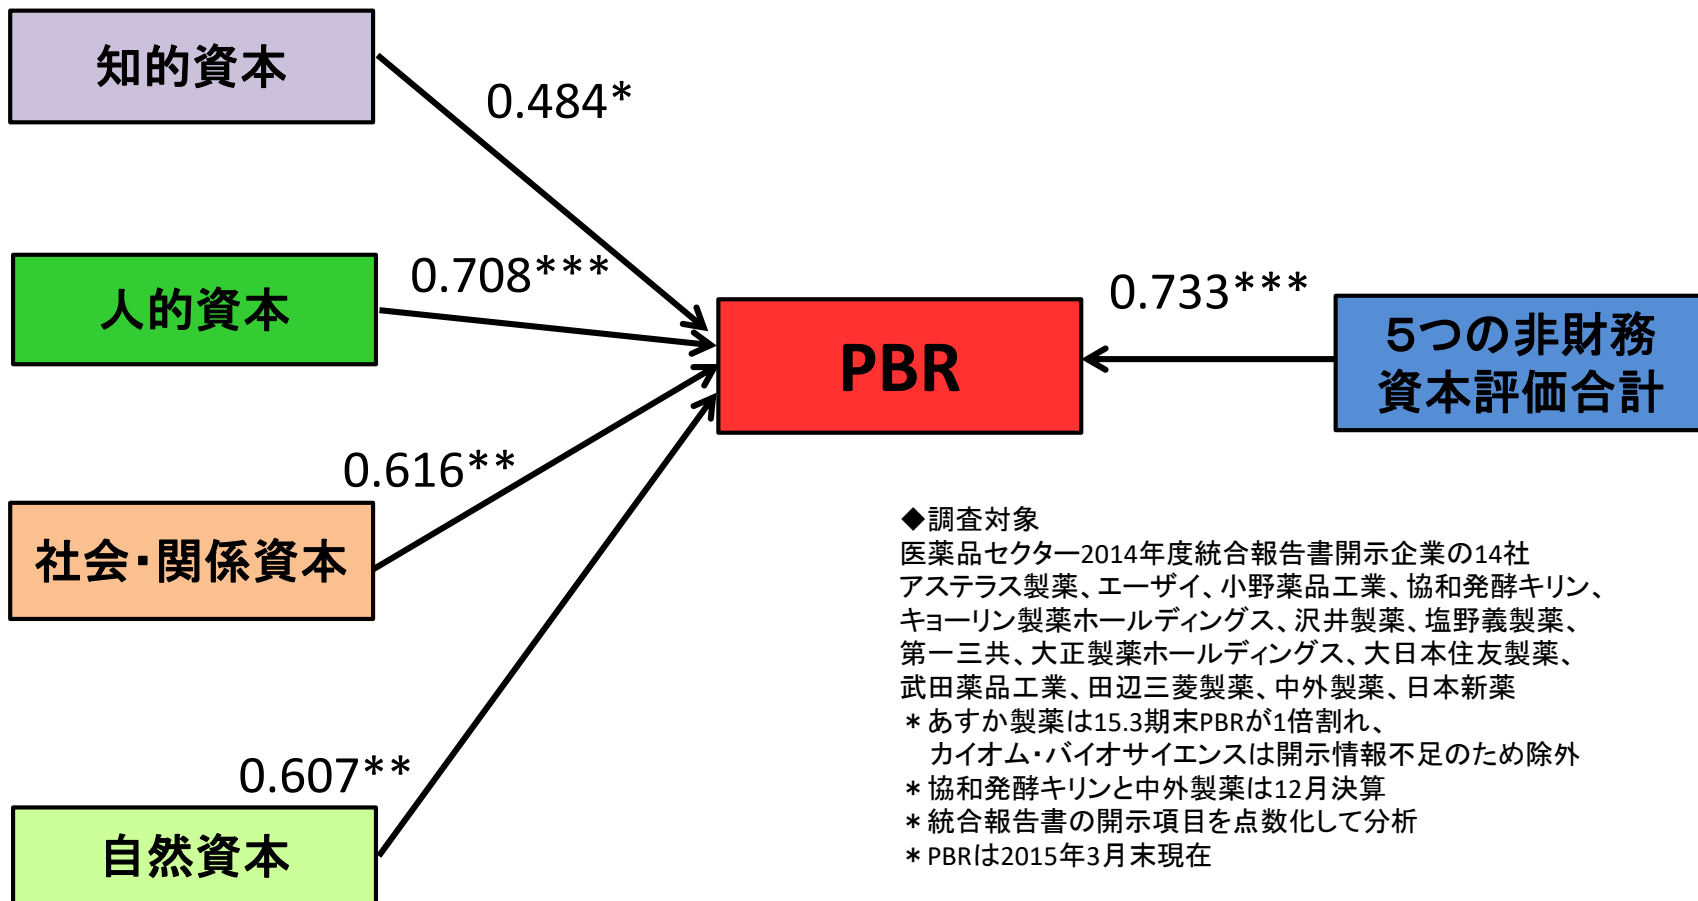 知的資本
0.484*
人的資本
0.708***
PBR
0.733***
５つの非財務
資本評価合計
社会・関係資本
0.616**
自然資本
0.607**
◆調査対象
医薬品セクター2014年度統合報告書開示企業の14社
アステラス製薬、エーザイ、小野薬品工業、協和発酵キリン、
キョーリン製薬ホールディングス、沢井製薬、塩野義製薬、
第一三共、大正製薬ホールディングス、大日本住友製薬、
武田薬品工業、田辺三菱製薬、中外製薬、日本新薬
＊あすか製薬は15.3期末PBRが1倍割れ、
カイオム・バイオサイエンスは開示情報不足のため除外
＊協和発酵キリンと中外製薬は12月決算
＊統合報告書の開示項目を点数化して分析
＊PBRは2015年3月末現在